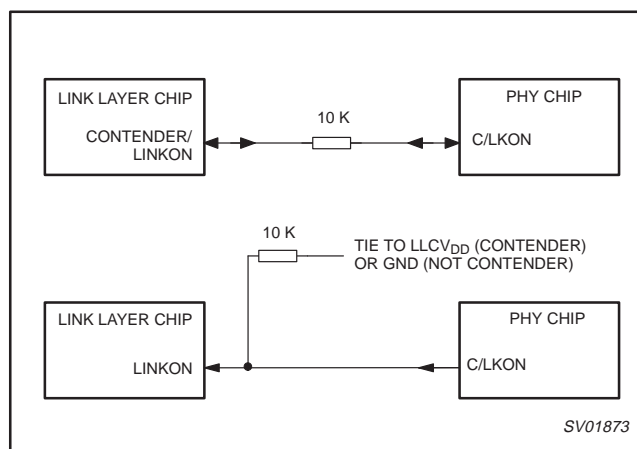 LINK LAYER CHIP
CONTENDER/
LINKON
10 K
PHY CHIP
C/LKON
10 K
TIE TO LLCVDD (CONTENDER)
OR GND (NOT CONTENDER)
LINK LAYER CHIP
LINKON
PHY CHIP
C/LKON
SV01873